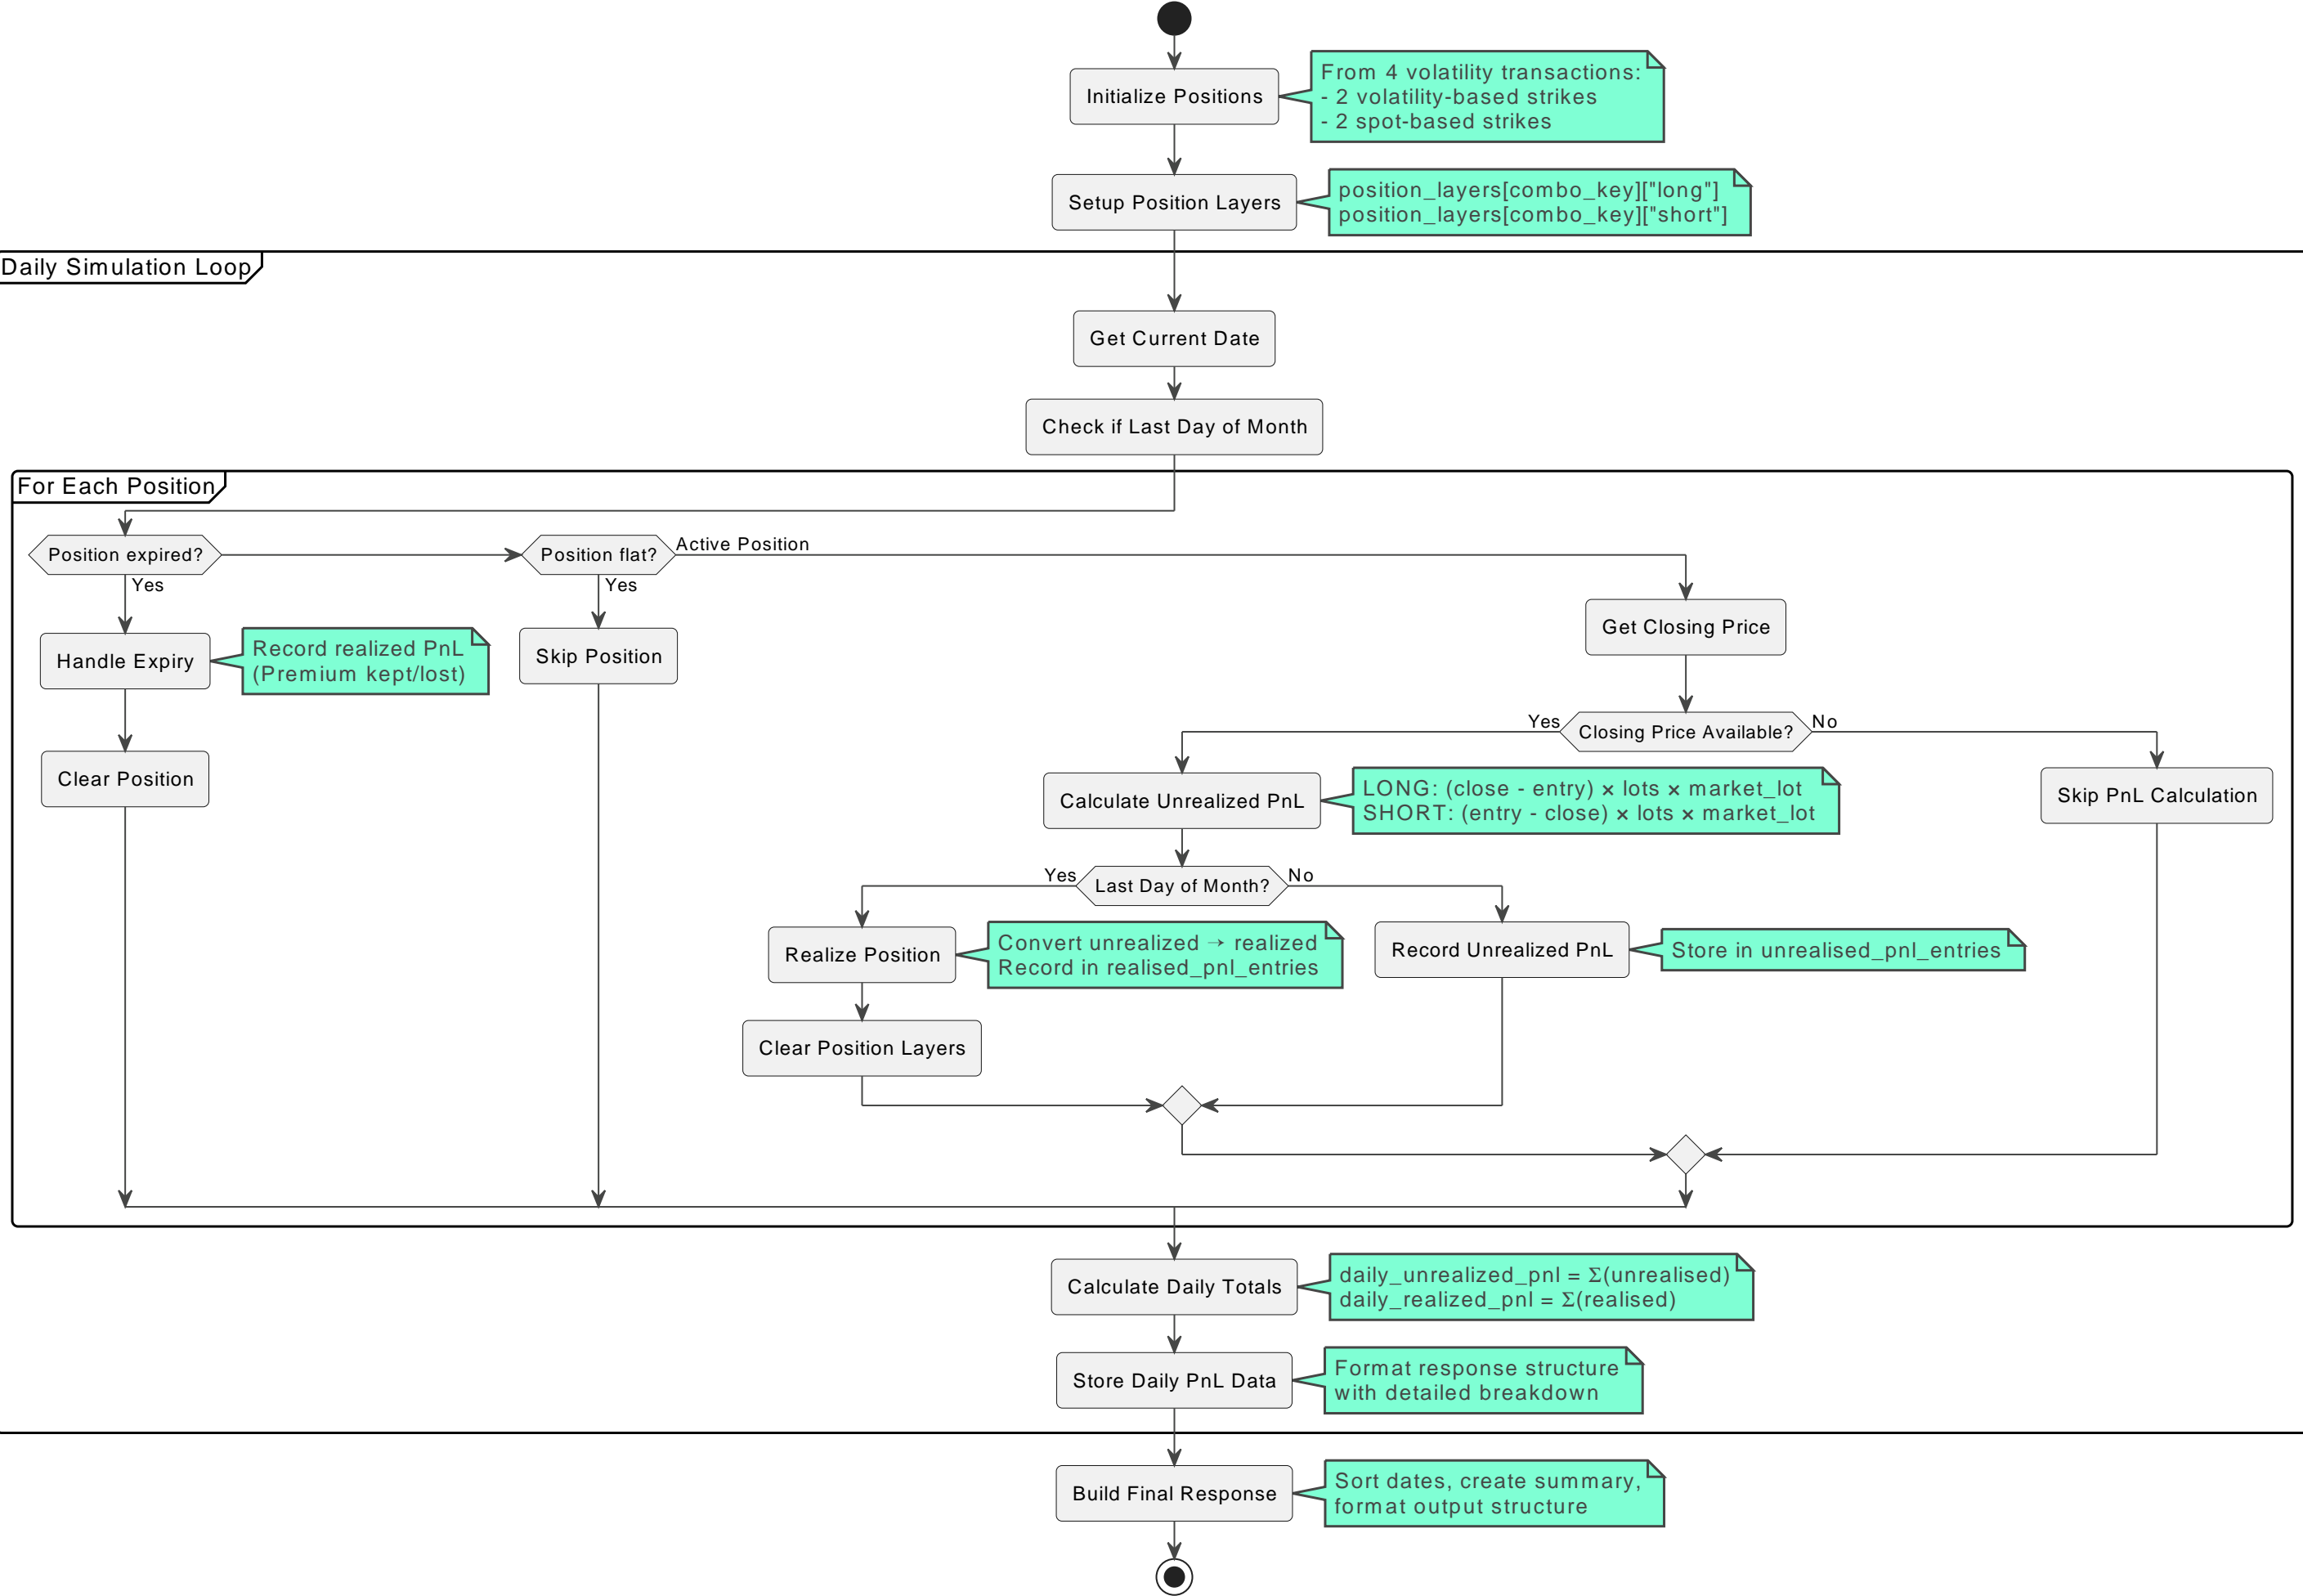 Initialize Positions
From 4 volatility transactions:
- 2 volatility-based strikes
- 2 spot-based strikes
Setup Position Layers
position_layers[combo_key]["long"]
position_layers[combo_key]["short"]
Daily Simulation Loop
Get Current Date
Check if Last Day of Month
For Each Position
Position expired?
Yes
Position flat?
Yes
Active Position
Handle Expiry
Record realized PnL
(Premium kept/lost)
Clear Position
Skip Position
Get Closing Price
Yes
Closing Price Available?
No
Calculate Unrealized PnL
LONG: (close - entry) × lots × market_lot
SHORT: (entry - close) × lots × market_lot
Skip PnL Calculation
Yes
Last Day of Month?
No
Realize Position
Convert unrealized → realized
Record in realised_pnl_entries
Record Unrealized PnL
Store in unrealised_pnl_entries
Clear Position Layers
Calculate Daily Totals
daily_unrealized_pnl = Σ(unrealised)
daily_realized_pnl = Σ(realised)
Store Daily PnL Data
Format response structure
with detailed breakdown
Build Final Response
Sort dates, create summary,
format output structure